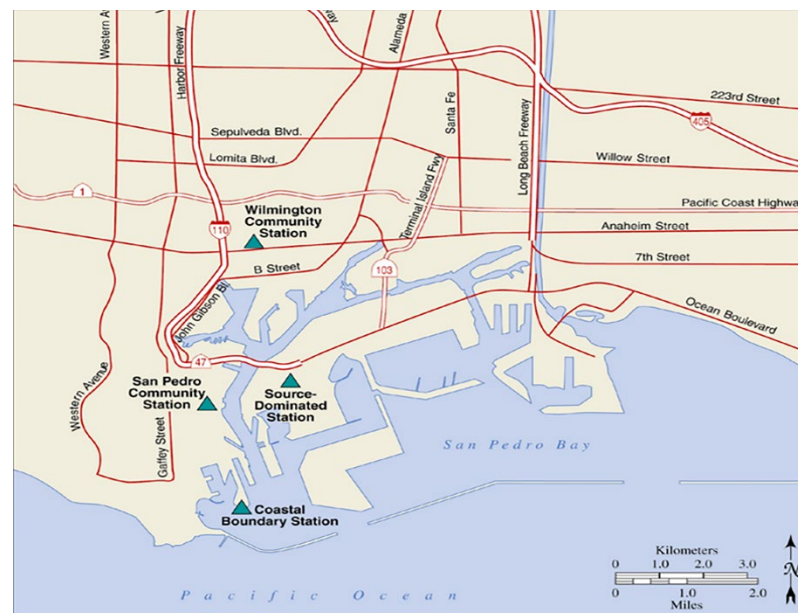 Western Av
Harbor Freeway
way
Alameda
223rd Street
405
Santa Fe
Long Beach Freeway
Sepulveda Blvd.
Lomita Blvd.
Willow Street
Terminal Island Fwy
1
Pacific Coast Highw
110
Wilmington
Community
Station
Anaheim Street
B Street
103
7th Street
John Gibson Bl.
Ocean Boulevard
47
Western Avenue
San Pedro
Community
Station
Source-
Dominated
Station
Gaffey Street
San Pedro Bay
Coastal
Boundary Station
Kilometers
0 1.0 2.0 3.0
0 1.0 2.0
Miles
N
Pacific Ocean